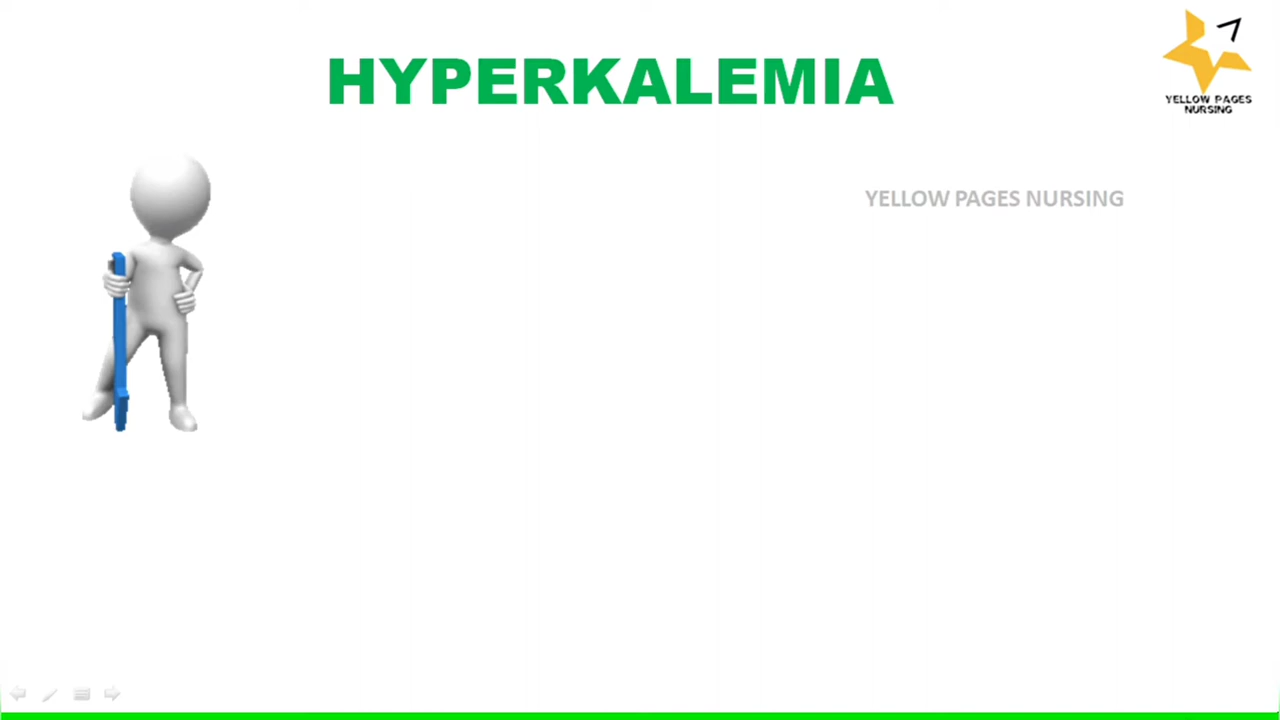 HYPERKALEMIA
YELLOW PAGES
NURSING
YELLOW PAGES NURSING